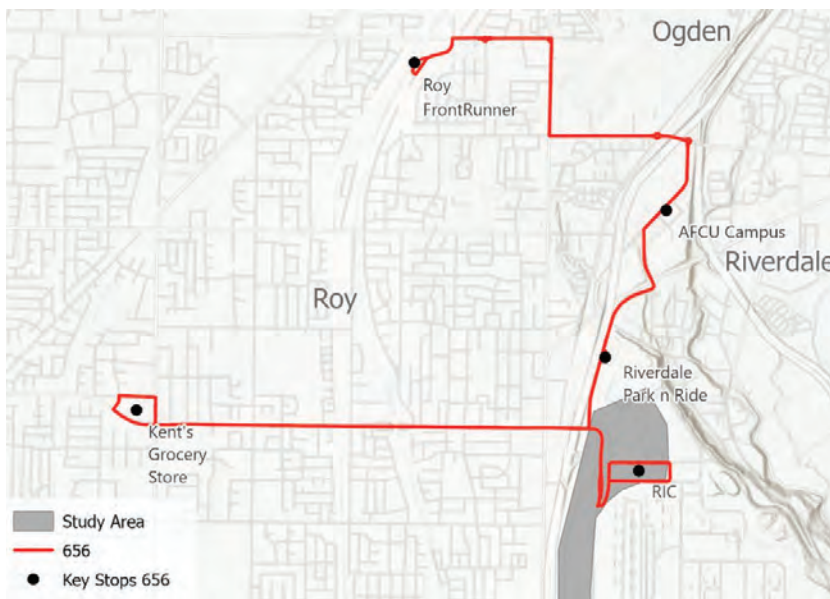 Ogden
Roy
FrontRunner
AFCU Campus
Riverdale
Roy
Riverdale
Park n Ride
Kent's
Grocery
Store
RIC
Study Area
656
Key Stops 656